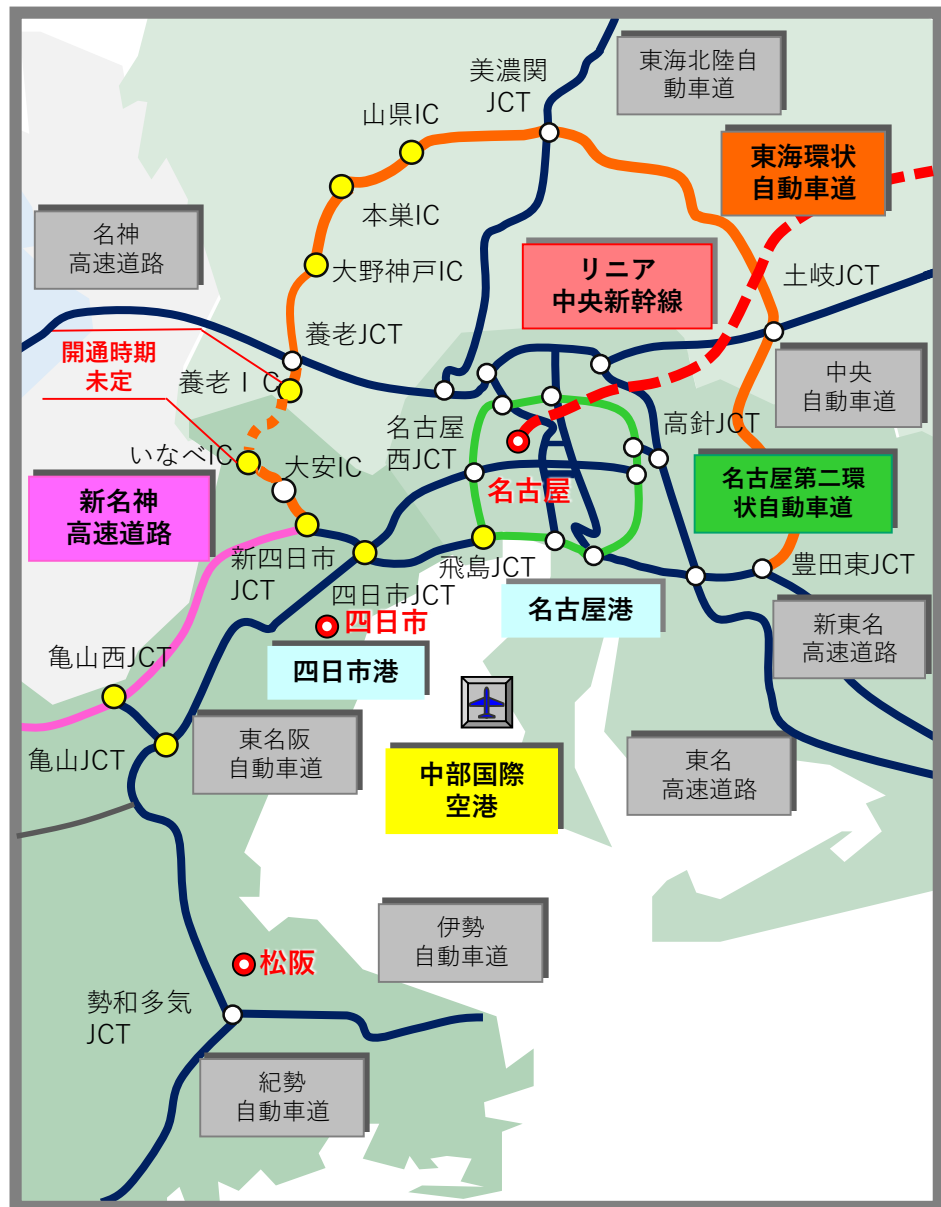 東海北陸自
動車道
美濃関
JCT
山県IC
東海環状
自動車道
本巣IC
名神
高速道路
大野神戸IC
リニア
中央新幹線
土岐JCT
養老JCT
開通時期
未定
養老ＩＣ
中央
自動車道
名古屋
西JCT
高針JCT
いなべIC
大安IC
名古屋
名古屋第二環
状自動車道
新名神
高速道路
新四日市
JCT
飛島JCT
豊田東JCT
四日市JCT
四日市
名古屋港
新東名
高速道路
亀山西JCT
四日市港
東名阪
自動車道
亀山JCT
中部国際
空港
東名
高速道路
伊勢
自動車道
松阪
勢和多気
JCT
紀勢
自動車道